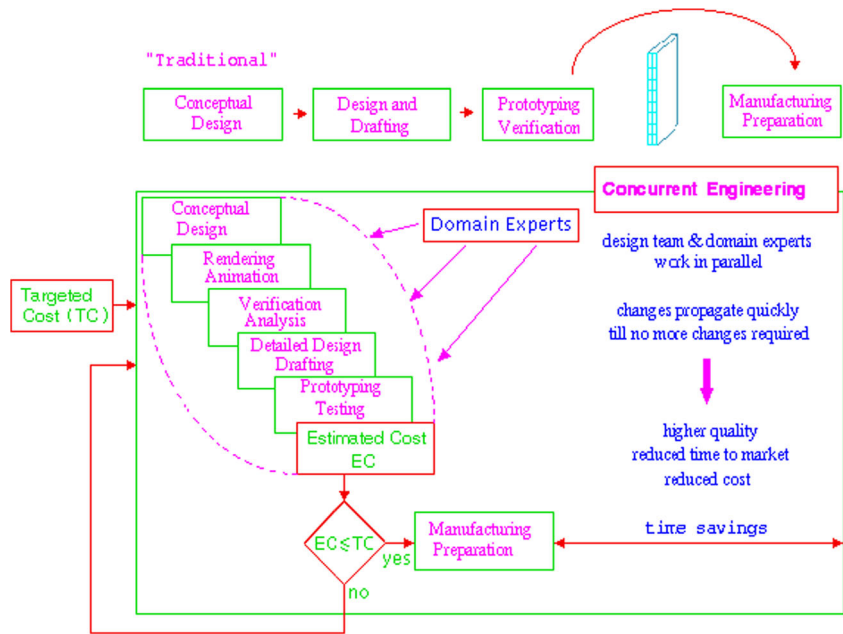 "Traditional"
Conceptual
Design
Design and
Drafting
Prototyping
Verification
Manufacturing
Preparation
Concurrent Engineering
Conceptual
Design
Rendering
Animation
Verification
Analysis
Detailed Design
Drafting
Prototyping
Testing
Estimated Cost
EC
Domain Experts
Targeted
Cost (TC)
design team & domain experts
work in parallel
changes propagate quickly
till no more changes required
higher quality
reduced time to market
reduced cost
EC≤TC
yes
no
Manufacturing
Preparation
time savings